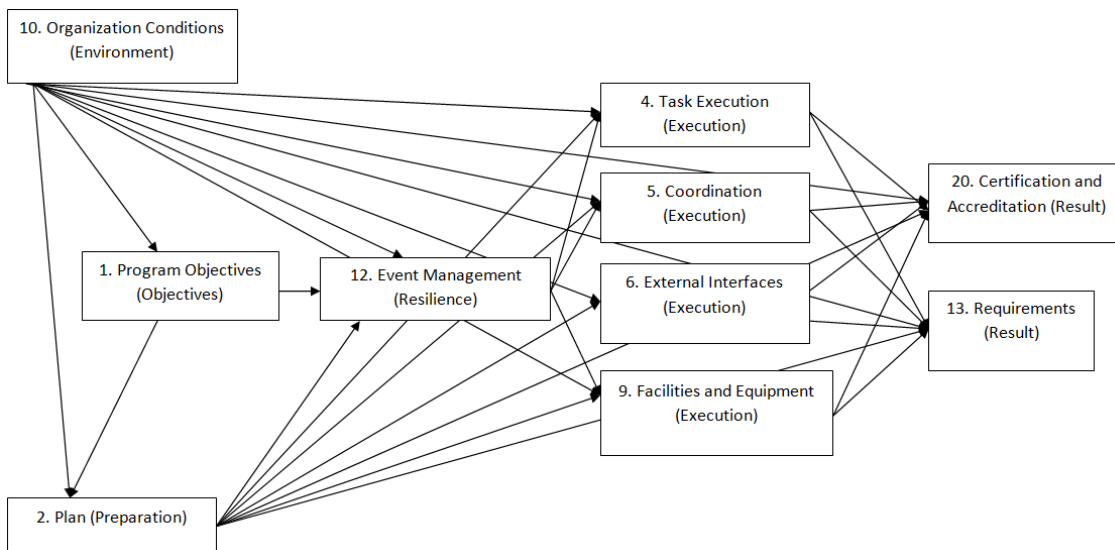 10. Organization Conditions
(Environment)
4. Task Execution
(Execution)
5. Coordination
(Execution)
20. Certification and
Accreditation (Result)
1. Program Objectives
(Objectives)
12. Event Management
(Resilience)
6. External Interfaces
(Execution)
13. Requirements
(Result)
9. Facilities and Equipment
(Execution)
2. Plan (Preparation)